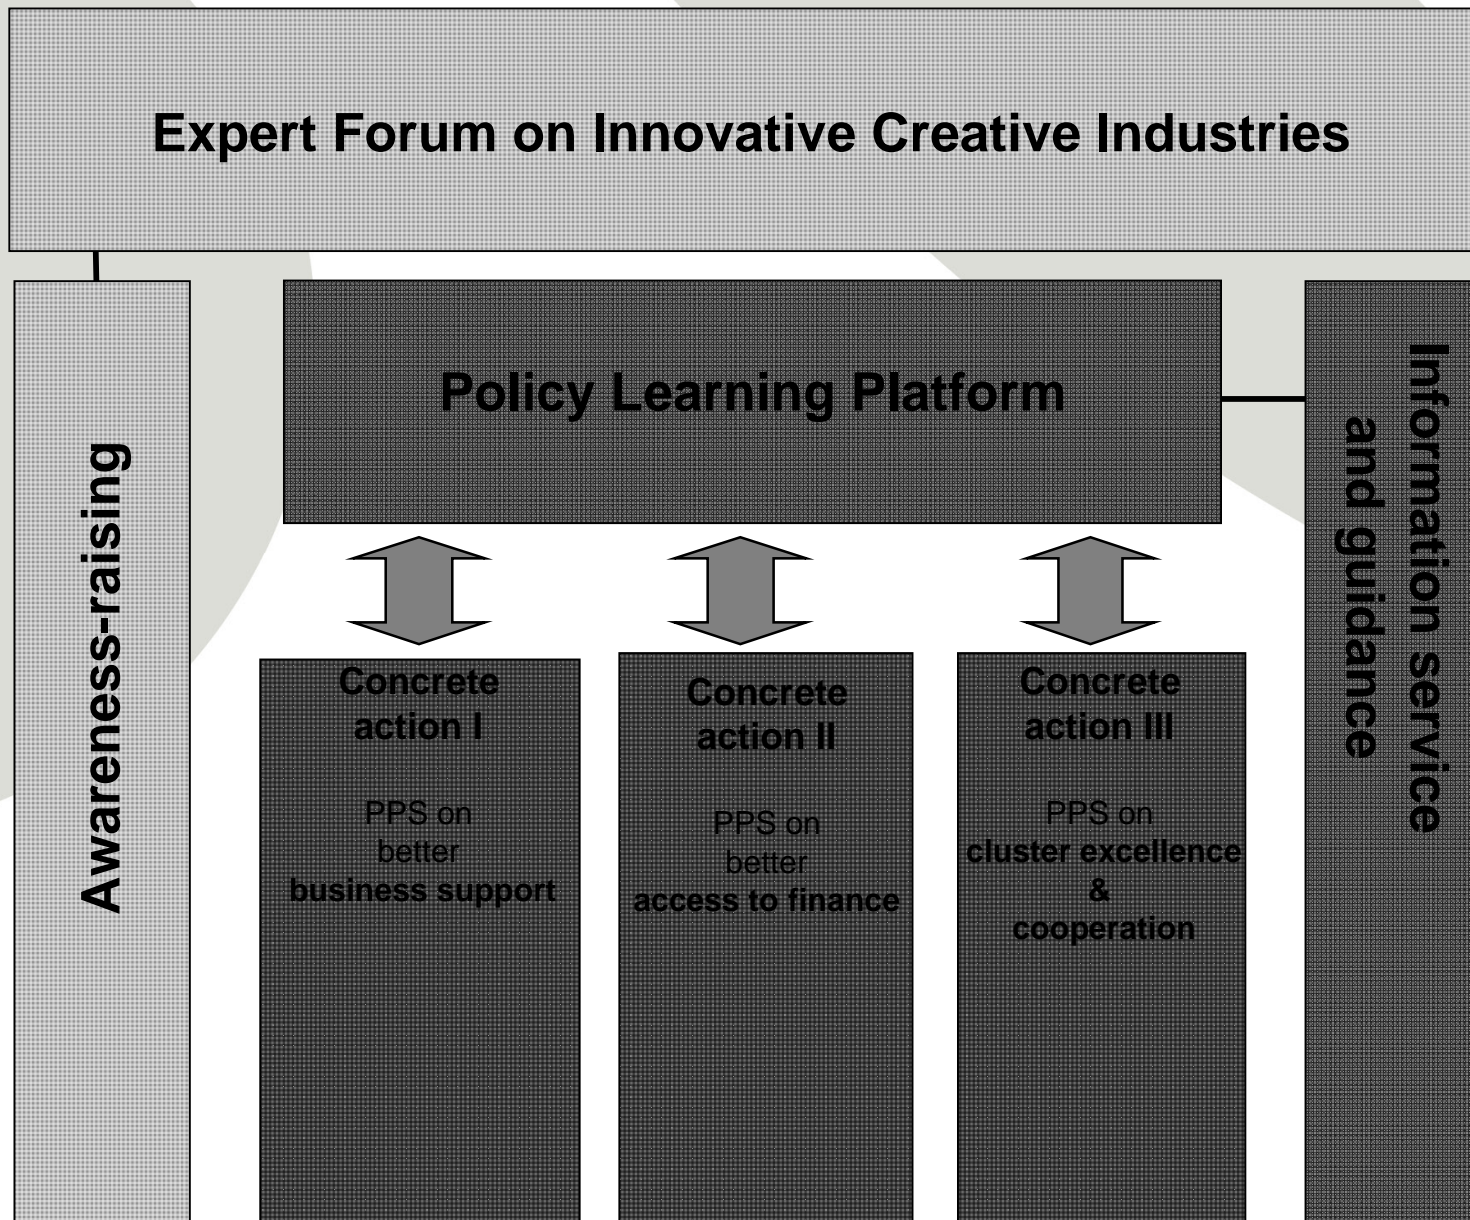 Expert Forum on Innovative Creative Industries
Awareness-raising
Policy Learning Platform
Information service
and guidance
Concrete
action I
PPS on
better
business support
Concrete
action II
PPS on
better
access to finance
Concrete
action III
PPS on
cluster excellence
&
cooperation